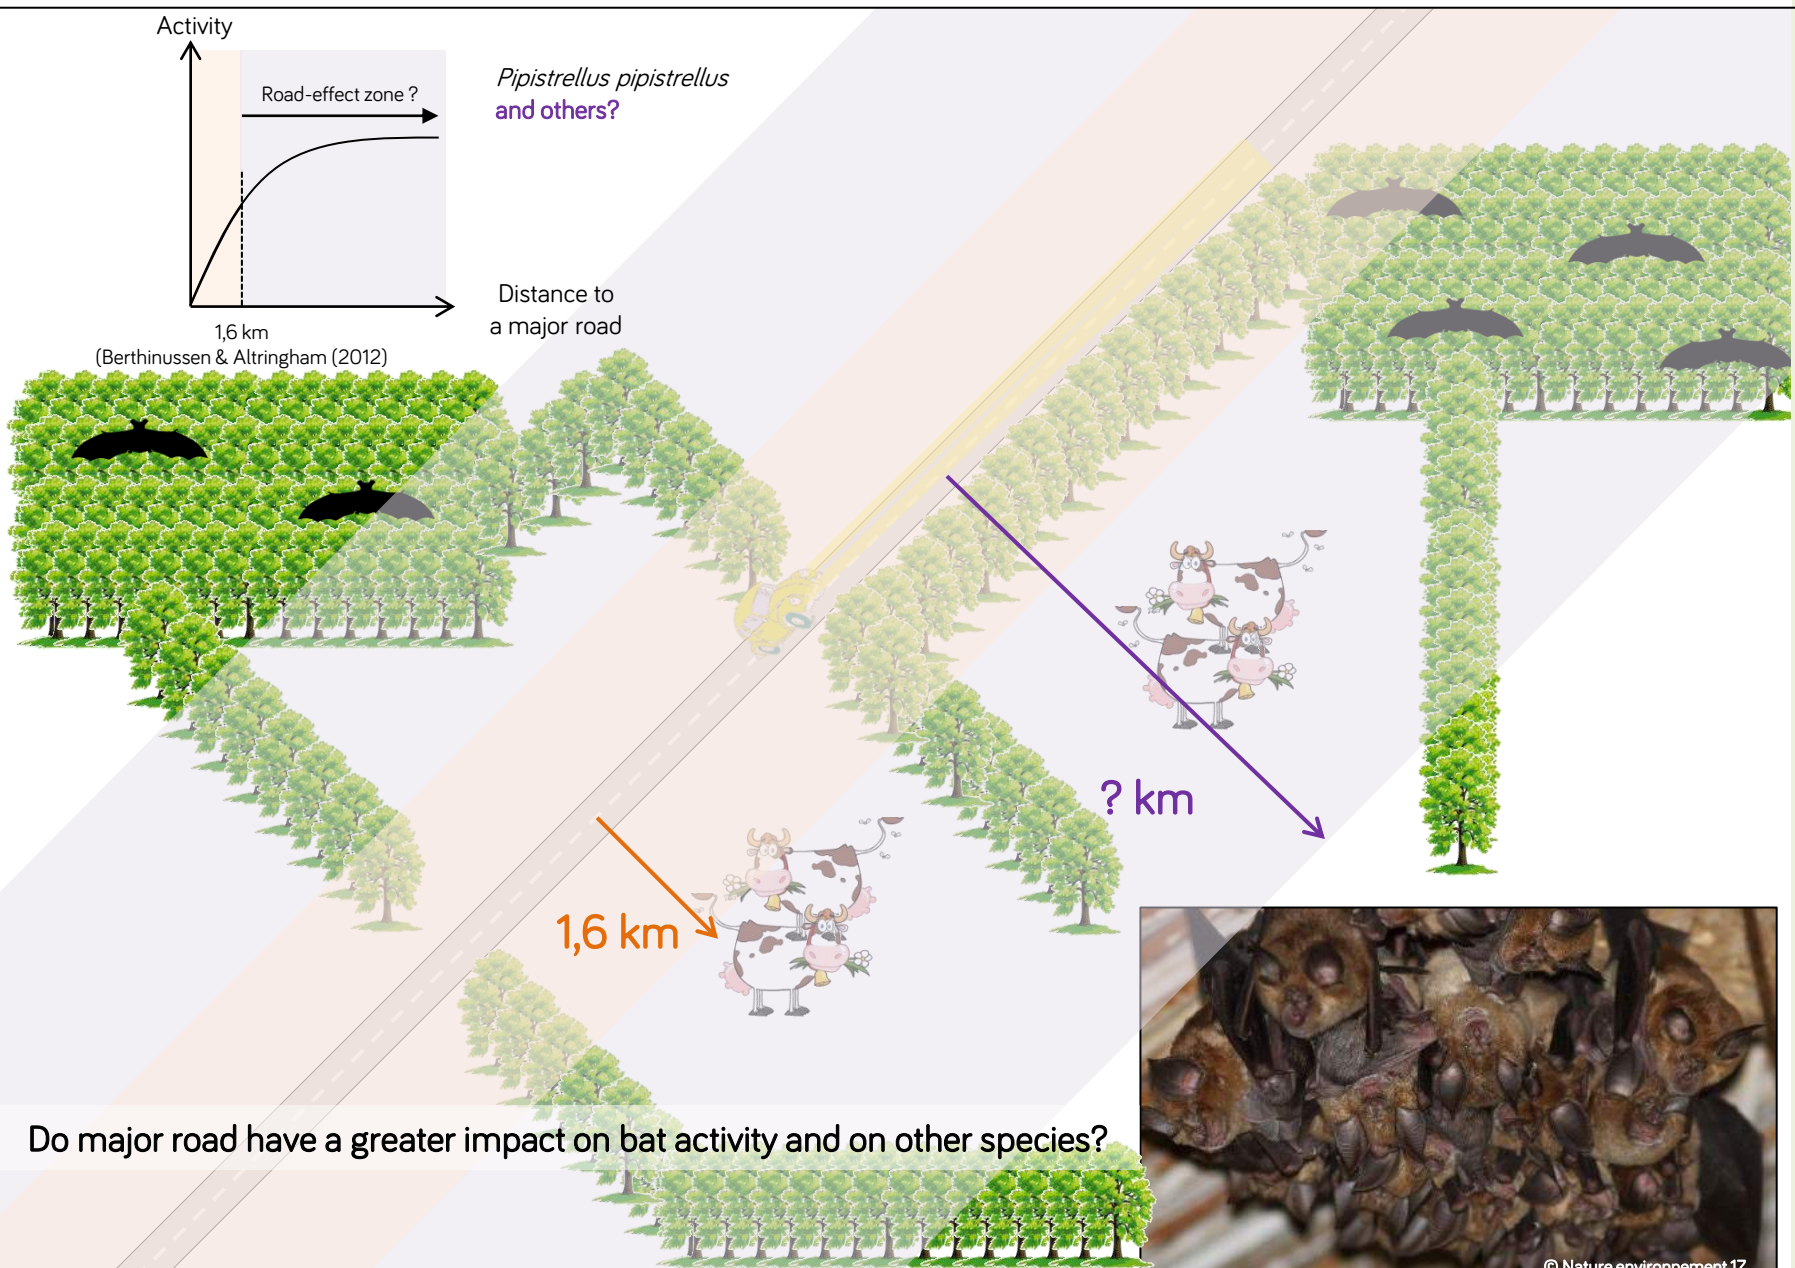 Activity
Road-effect zone ?
Pipistrellus pipistrellus
and others?
Distance to
a major road
1,6 km
(Berthinussen & Altringham (2012)
? km
1,6 km
Do major road have a greater impact on bat activity and on other species?
© Nature environnement 17